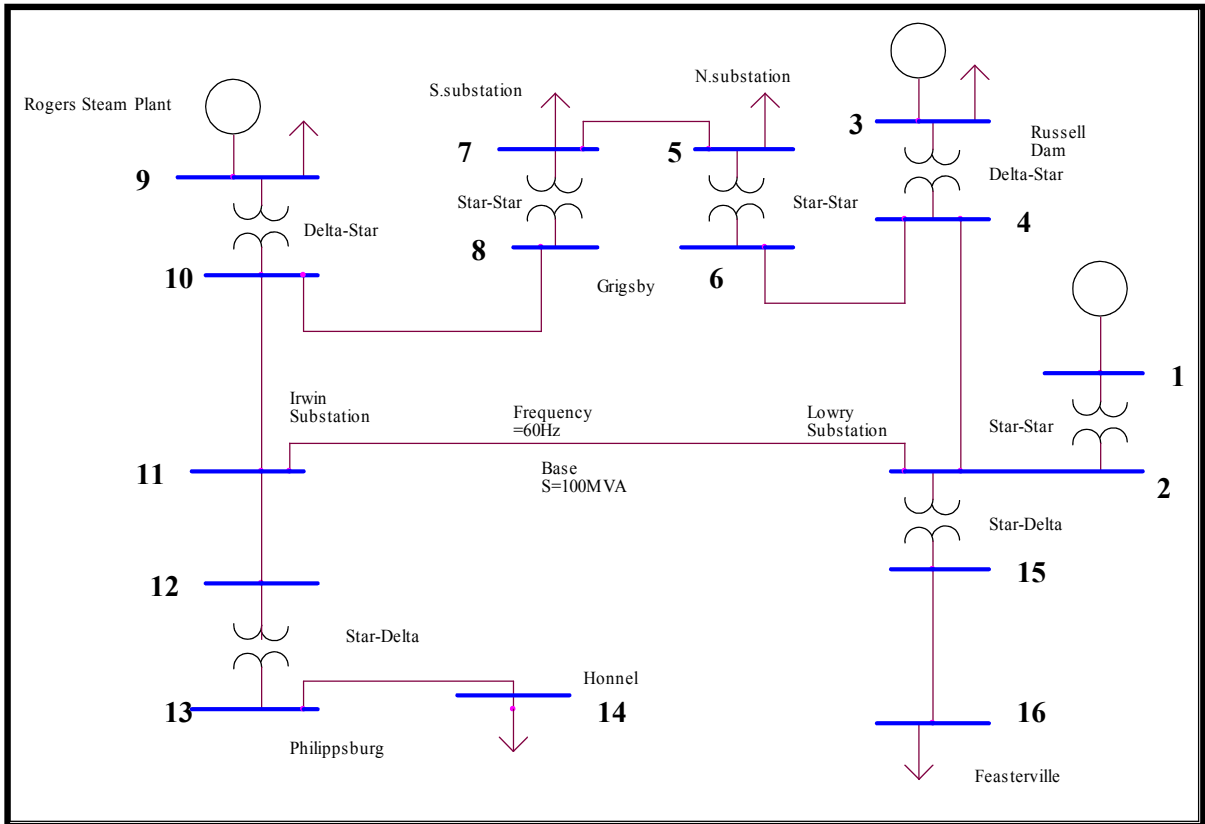 N.substation
S.substation
Rogers Steam Plant
3
Russell
Dam
7
5
9
Delta-Star
Star-Star
Star-Star
4
Delta-Star
8
6
10
Grigsby
1
Irwin
Substation
Frequency
=60Hz
Lowry
Substation
Star-Star
11
Base
S=100MVA
2
Star-Delta
12
15
Star-Delta
Honnel
13
14
16
Philippsburg
Feasterville